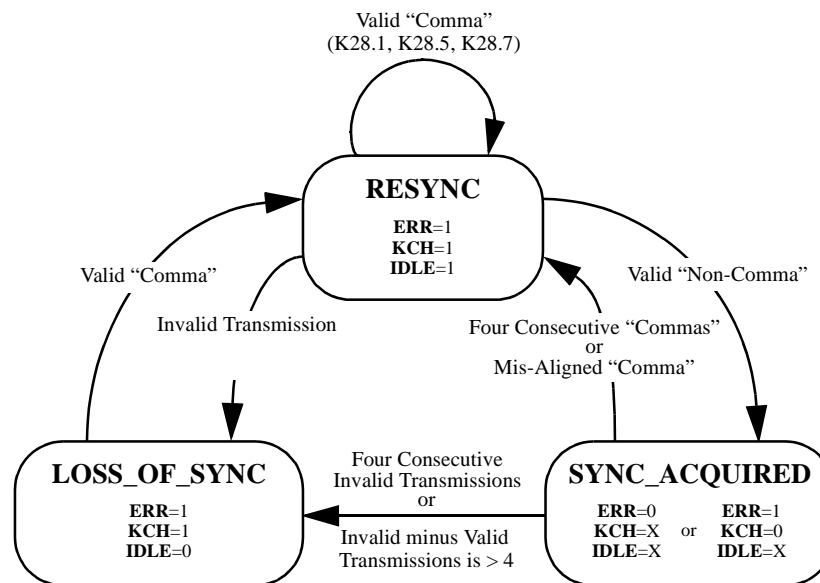 Valid “Comma”
(K28.1, K28.5, K28.7)
RESYNC
ERR=1
KCH=1
IDLE=1
Valid “Comma”
Valid “Non-Comma”
Invalid Transmission
Four Consecutive “Commas”
or
Mis-Aligned “Comma”
LOSS_OF_SYNC
ERR=1
KCH=1
IDLE=0
Four Consecutive
Invalid Transmissions
or
Invalid minus Valid
Transmissions is > 4
SYNC_ACQUIRED
ERR=0 ERR=1
KCH=X or KCH=0
IDLE=X IDLE=X